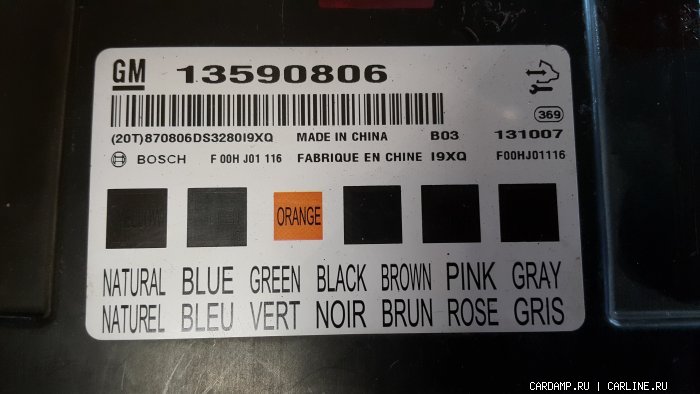 GM 13590806
369
(20T)870806DS3280I9XQ MADE IN CHINA B03 131007
BOSCH F 00H J01 116 FABRIQUE EN CHINE I9XQ F00HJ01116
ORANGE
NATURAL BLUE GREEN BLACK BROWN PINK GRAY
NATUREL BLEU VERT NOIR BRUN ROSE GRIS
CARDAMP.RU | CARLINE.RU